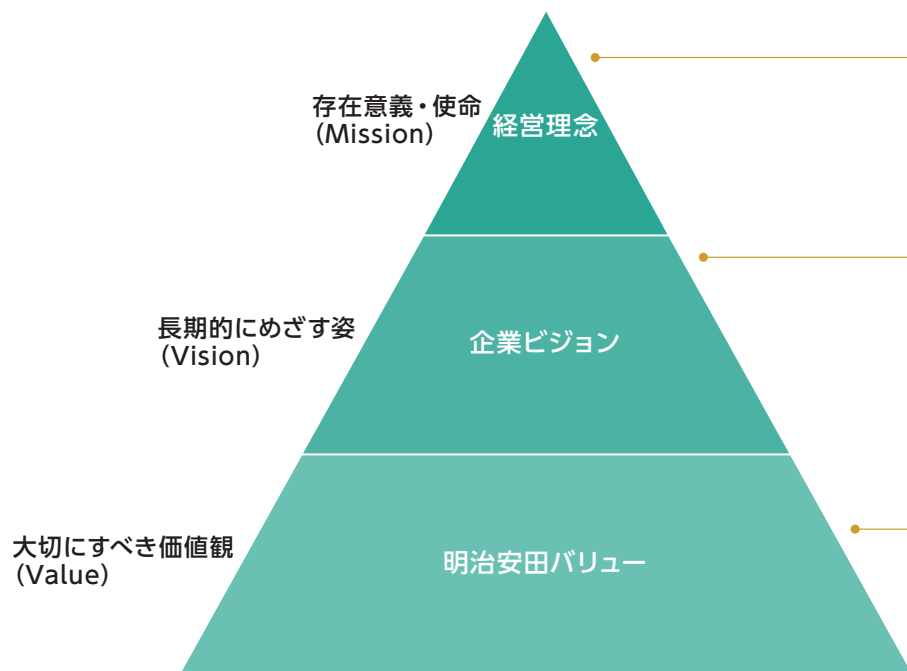 存在意義・使命
(Mission)
経営理念
長期的にめざす姿
(Vision)
企業ビジョン
大切にすべき価値観
(Value)
明治安田バリュー